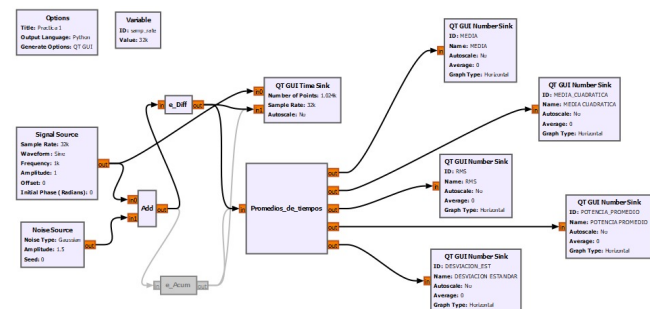 Options
Title: Practica 1
Output Language: Python
Generate Options: QT GUI
Variable
ID: samp_rate
Value: 32k
QT GUI Number Sink
ID: MEDIA
Name: MEDIA
Autoscale: No
Average: 0
Graph Type: Horizontal
in
e_Diff
in
out
QT GUI Time Sink
Number of Points: 1.024k
Sample Rate: 32k
Autoscale: No
in0
in1
QT GUI Number Sink
ID: MEDIA_CUADRATICA
Name: MEDIA CUADRATICA
Autoscale: No
Average: 0
Graph Type: Horizontal
in
Signal Source
Sample Rate: 32k
Waveform: Sine
Frequency: 1k
Amplitude: 1
Offset: 0
Initial Phase (Radians): 0
out
Add
in0
in1
out
Promedios_de_tiempos
in
out
out
out
out
out
QT GUI Number Sink
ID: RMS
Name: RMS
Autoscale: No
Average: 0
Graph Type: Horizontal
in
QT GUI Number Sink
ID: POTENCIA_PROMEDIO
Name: POTENCIA PROMEDIO
Autoscale: No
Average: 0
Graph Type: Horizontal
in
Noise Source
Noise Type: Gaussian
Amplitude: 1.5
Seed: 0
out
e_Acum
in
out
QT GUI Number Sink
ID: DESVIACION_EST
Name: DESVIACION ESTANDAR
Autoscale: No
Average: 0
Graph Type: Horizontal
in